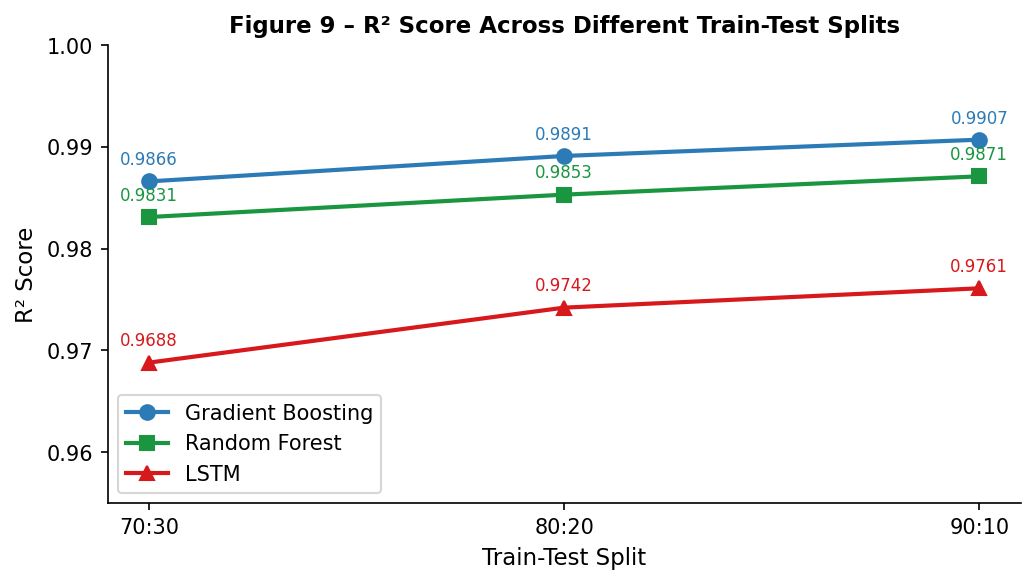 Figure 9 – R² Score Across Different Train-Test Splits
1.00
0.99
0.98
0.97
0.96
R² Score
0.9866
0.9891
0.9907
0.9831
0.9853
0.9871
0.9688
0.9742
0.9761
Gradient Boosting
Random Forest
LSTM
70:30
80:20
90:10
Train-Test Split